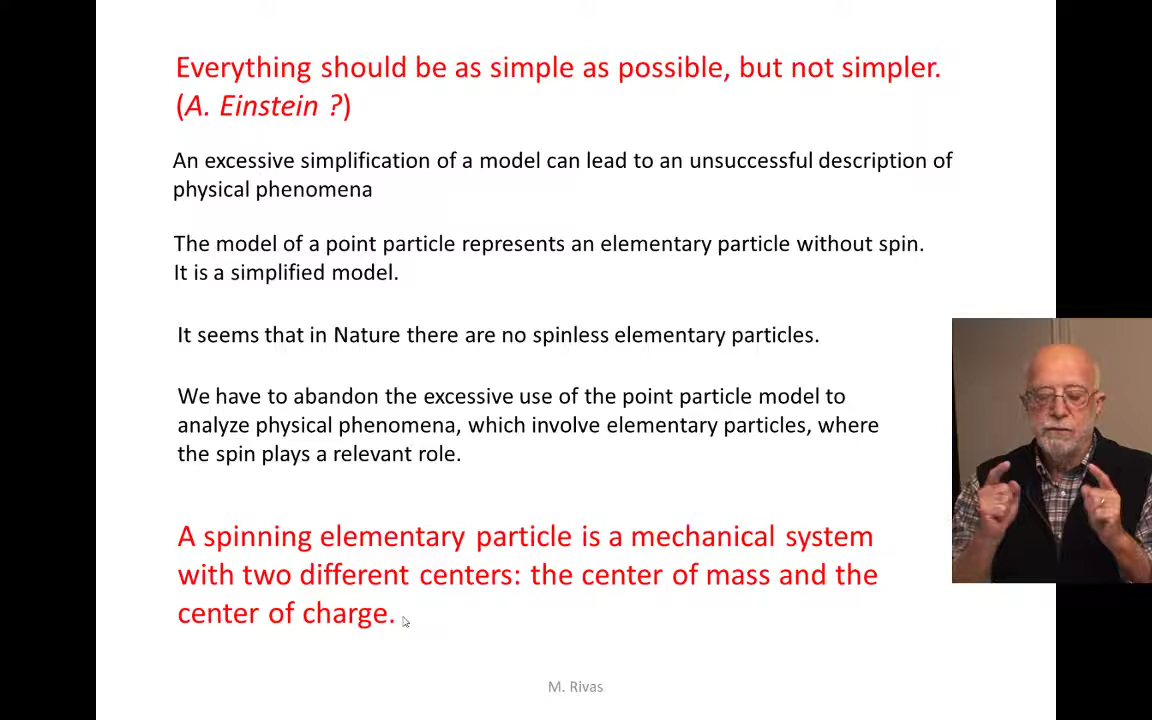 Everything should be as simple as possible, but not simpler.
(A. Einstein ?)
An excessive simplification of a model can lead to an unsuccessful description of
physical phenomena
The model of a point particle represents an elementary particle without spin.
It is a simplified model.
It seems that in Nature there are no spinless elementary particles.
We have to abandon the excessive use of the point particle model to
analyze physical phenomena, which involve elementary particles, where
the spin plays a relevant role.
A spinning elementary particle is a mechanical system
with two different centers: the center of mass and the
center of charge.
M. Rivas